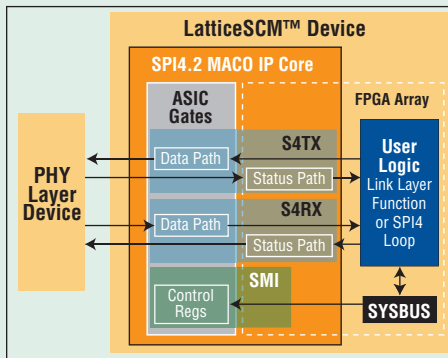 LatticeSCM™ Device
SPI4.2 MACO IP Core
ASIC
Gates
FPGA Array
S4TX
Data Path
Status Path
S4RX
Data Path
Status Path
SMI
Control
Regs
PHY
Layer
Device
User
Logic
Link Layer
Function
or SPI4
Loop
SYSBUS